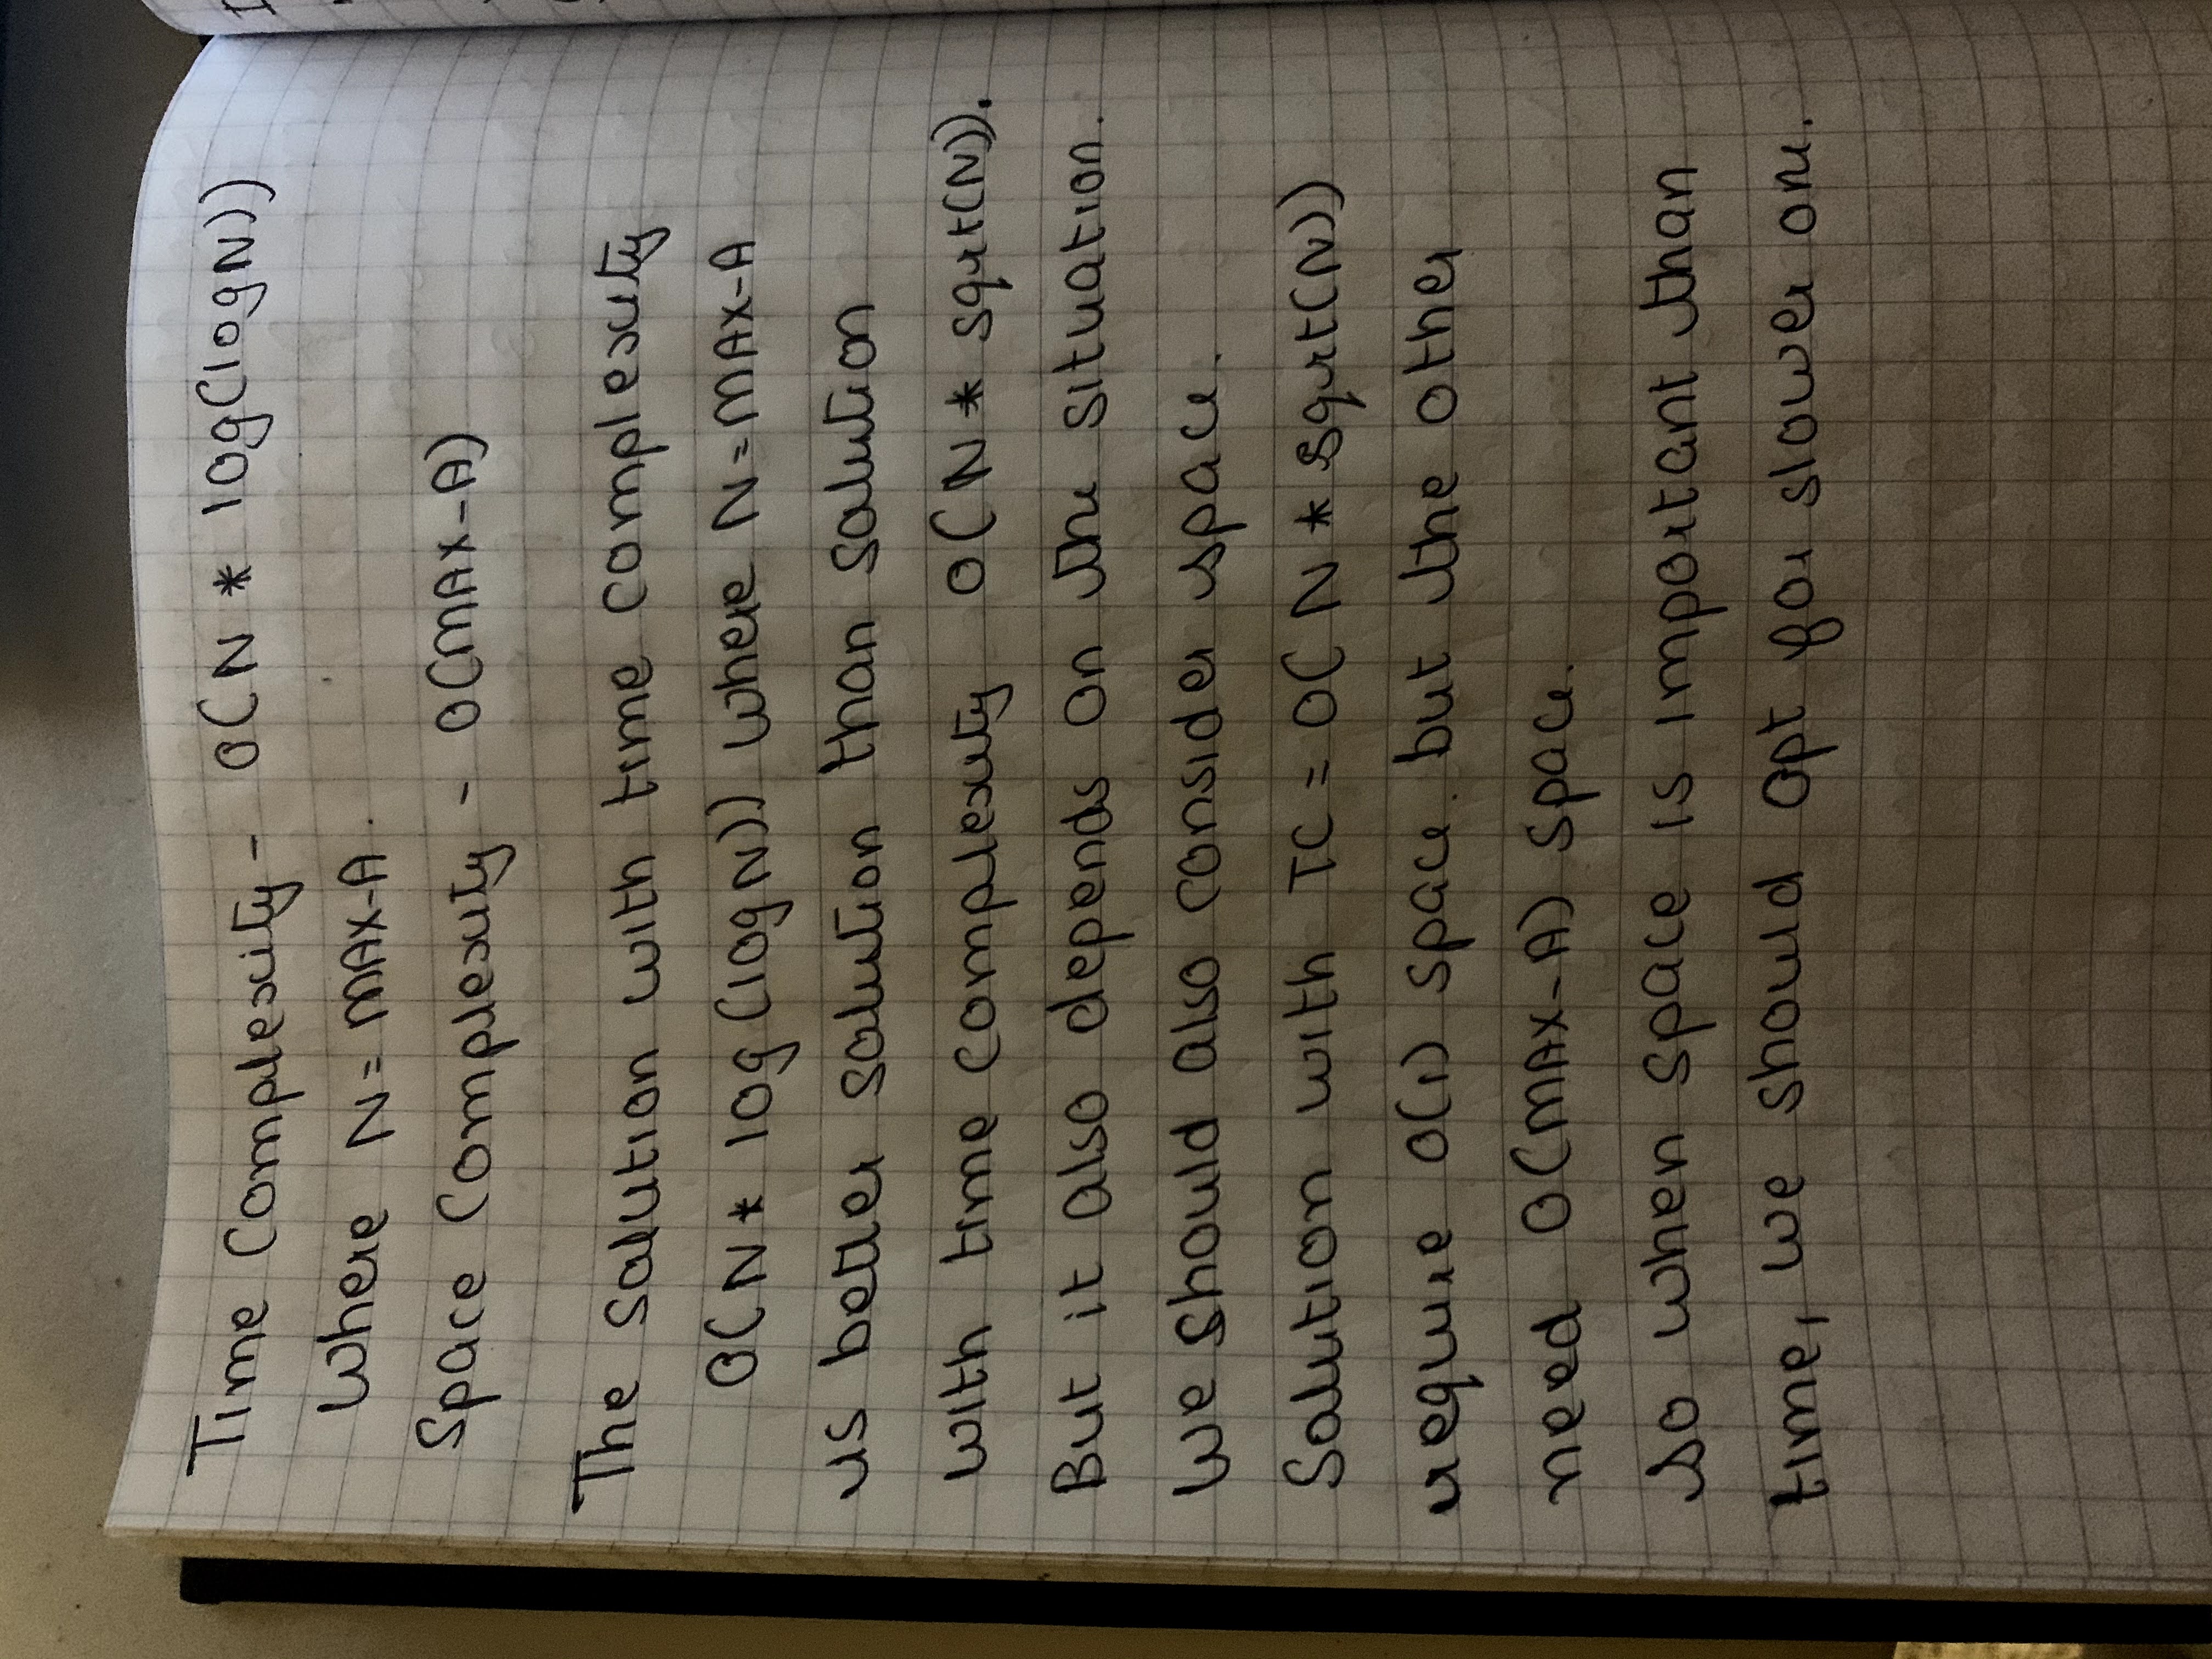 Time Complexity - O(N * log(logN))
Where N = MAX-A.
Space Complexity - O(MAX-A)
The solution with time complexity
O(N * log(logN)) where N = MAX-A
is better solution than solution
with time complexity O(N * sqrt(N)).
But it also depends on the situation.
We should also consider space.
Solution with TC = O(N * sqrt(N))
require O(1) space but the other
need O(MAX-A) space.
so when space is important than
time, we should opt for slower one.